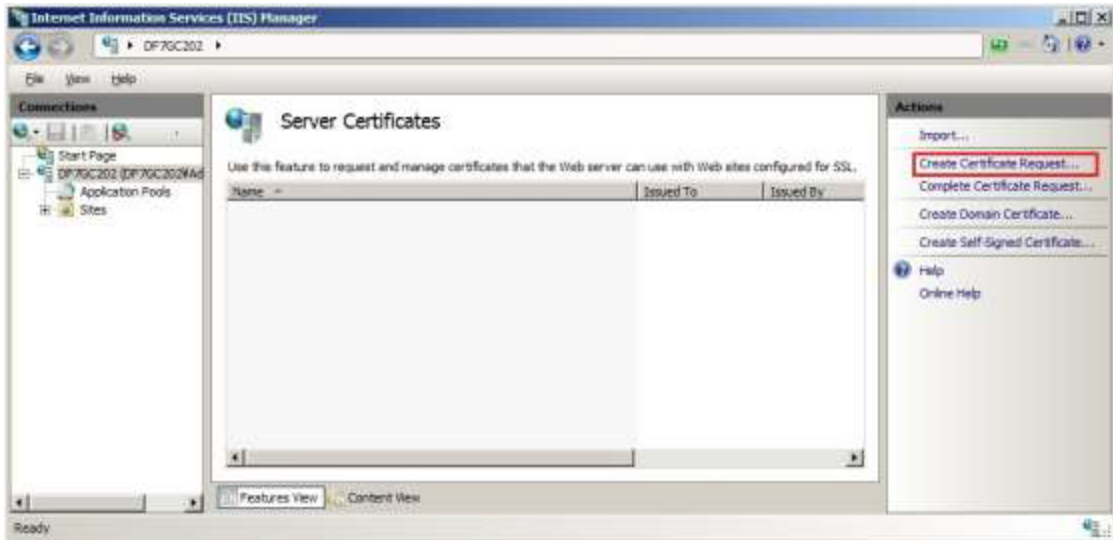 Internet Information Services (IIS) Manager
DF7GC202
File View Help
Connections
Start Page
DF7GC202 (DF7GC202\Ad
Application Pools
Sites
Server Certificates
Use this feature to request and manage certificates that the Web server can use with Web sites configured for SSL.
Name Issued To Issued By
Features View Content View
Actions
Import...
Create Certificate Request...
Complete Certificate Request...
Create Domain Certificate...
Create Self-Signed Certificate...
Help
Online Help
Ready